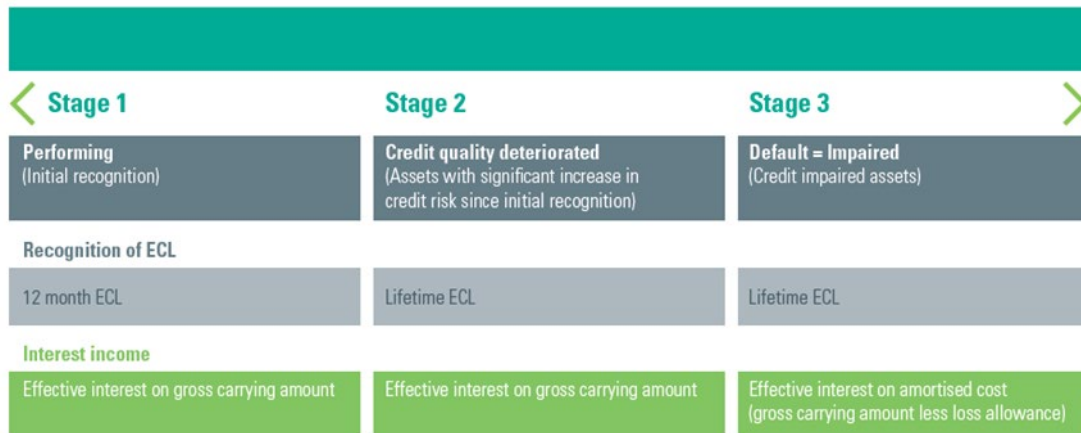 Stage 1
Stage 2
Stage 3
Performing
(Initial recognition)
Credit quality deteriorated
(Assets with significant increase in
credit risk since initial recognition)
Default = Impaired
(Credit impaired assets)
Recognition of ECL
12 month ECL
Lifetime ECL
Lifetime ECL
Interest income
Effective interest on gross carrying amount
Effective interest on gross carrying amount
Effective interest on amortised cost
(gross carrying amount less loss allowance)